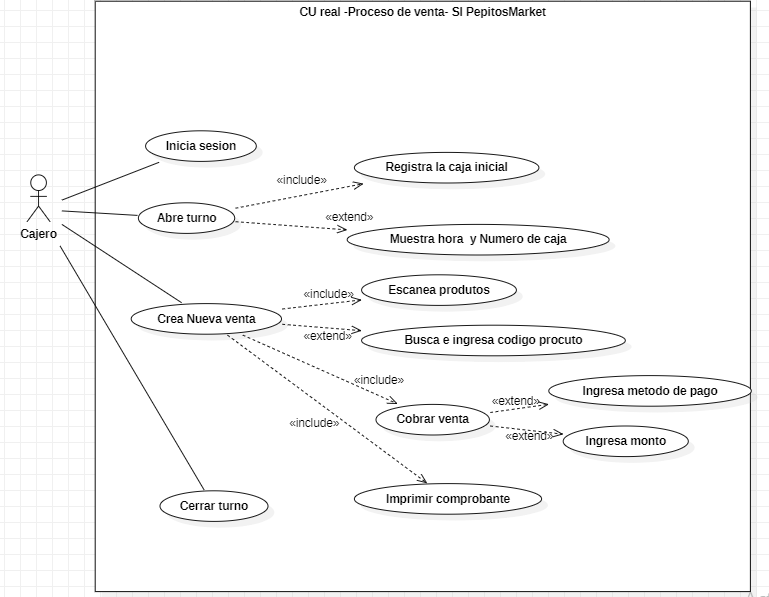 CU real -Proceso de venta- SI PepitosMarket
Inicia sesion
«include»
Registra la caja inicial
Cajero
Abre turno
«extend»
Muestra hora y Numero de caja
Crea Nueva venta
«include»
Escanea produtos
«extend»
Busca e ingresa codigo procuto
«include»
Cobrar venta
«extend»
Ingresa metodo de pago
«extend»
Ingresa monto
«include»
Imprimir comprobante
Cerrar turno